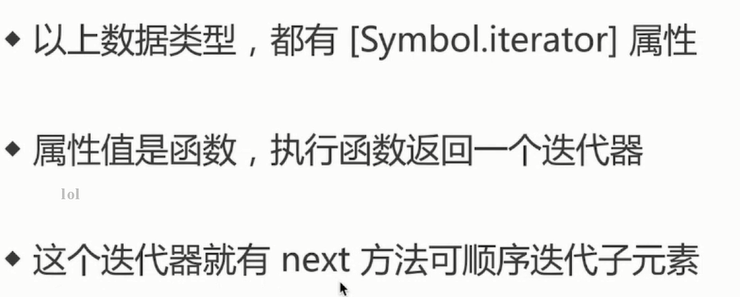 ◆ 以上数据类型，都有 [Symbol.iterator] 属性
◆ 属性值是函数，执行函数返回一个迭代器
lol
◆ 这个迭代器就有 next 方法可顺序迭代子元素